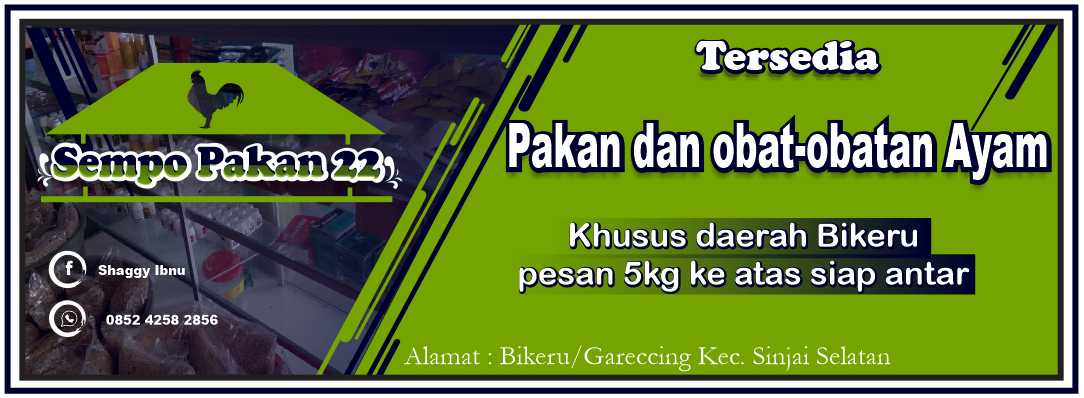 Sempo Pakan 22
f
Shaggy Ibnu
0852 4258 2856
Tersedia
Pakan dan obat-obatan Ayam
Khusus daerah Bikeru
pesan 5kg ke atas siap antar
Alamat : Bikeru/Gareccing Kec. Sinjai Selatan